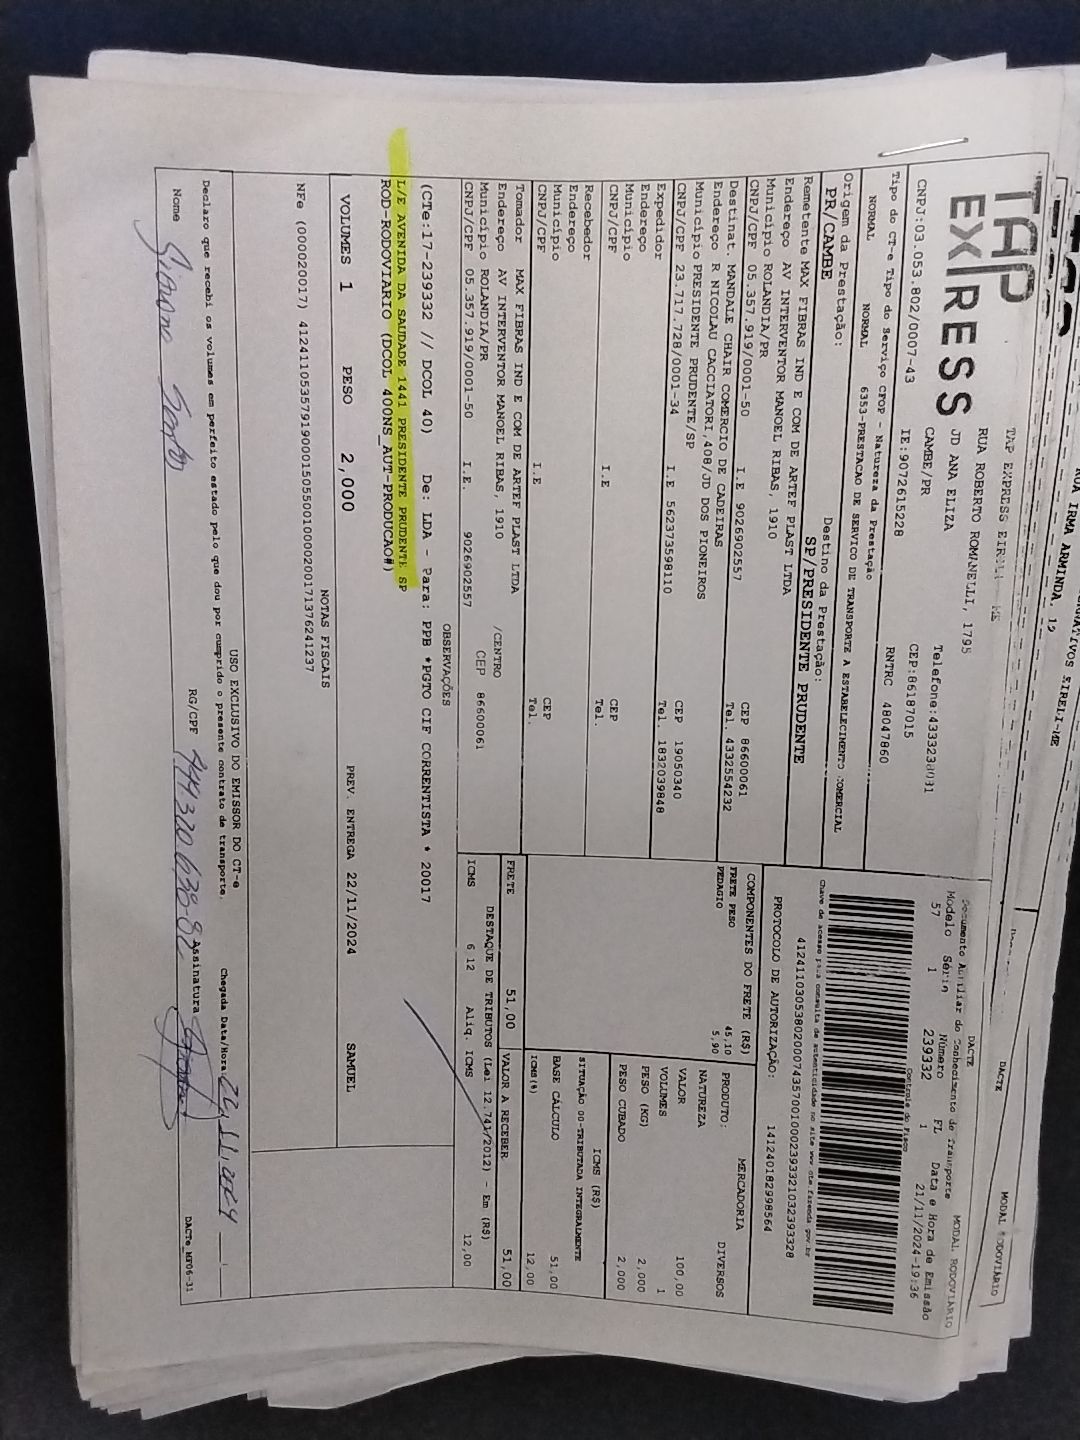 TAP
EXPRESS
TAP EXPRESS EIRELI - ME
RUA ROBERTO ROMANELLI, 1795
JD ANA ELIZA
CAMBE/PR
CEP:86187015
CNPJ:03.053.802/0007-43 IE:9072615228 RNTRC 48047860
Tipo do CT-e Tipo do Serviço CFOP - Natureza da Prestação
NORMAL NORMAL 6353-PRESTACAO DE SERVICO DE TRANSPORTE A ESTABELECIMENTO COMERCIAL
Origem da Prestação: Destino da Prestação:
PR/CAMBE SP/PRESIDENTE PRUDENTE
Remetente MAX FIBRAS IND E COM DE ARTEF PLAST LTDA
Endereço AV INTERVENTOR MANOEL RIBAS, 1910
Município ROLANDIA/PR CEP 86600061
CNPJ/CPF 05.357.919/0001-50 I.E 9026902557 Tel. 4332554232
Destinat MANDALE CHAIR COMERCIO DE CADEIRAS
Endereço R NICOLAU CACCIATORI,408/JD DOS PIONEIROS
Município PRESIDENTE PRUDENTE/SP CEP 19050340
CNPJ/CPF 23.717.728/0001-34 I.E 562373598110 Tel. 1832039848
Expedidor
Endereço
Município CEP
CNPJ/CPF I.E Tel.
Recebedor
Endereço
Município CEP
CNPJ/CPF I.E Tel.
Tomador MAX FIBRAS IND E COM DE ARTEF PLAST LTDA
Endereço AV INTERVENTOR MANOEL RIBAS, 1910 /CENTRO
Município ROLANDIA/PR CEP 86600061
CNPJ/CPF 05.357.919/0001-50 I.E. 9026902557
DACTE MODAL RODOVIÁRIO
Documento Auxiliar do Conhecimento de Transporte
Modelo Série Número FL Data e Hora de Emissão
57 1 239332 1 21/11/2024-19:36
Controle do Fisco
Chave de acesso para consulta de autenticidade no site www.cte.fazenda.gov.br
PROTOCOLO DE AUTORIZAÇÃO: 141240182998564
COMPONENTES DO FRETE (R$)
FRETE PESO 45,10
PEDAGIO 5,90
MERCADORIA
PRODUTO: DIVERSOS
NATUREZA
VALOR 100,00
VOLUMES 1
PESO (KG) 2,000
PESO CUBADO 2,000
ICMS (R$)
SITUAÇÃO 00-TRIBUTADA INTEGRALMENTE
BASE CÁLCULO 51,00
ICMS(%) 12,00
FRETE 51,00 VALOR A RECEBER 51,00
DESTAQUE DE TRIBUTOS (Lei 12.741/2012) - Em (R$)
ICMS 6 12 Aliq. ICMS 12,00
OBSERVAÇÕES
(CTe:17-239332 // DCOL 40) De: LDA - Para: PPB *PGTO CIF CORRENTISTA * 20017
L/E AVENIDA DA SAUDADE 1441 PRESIDENTE PRUDENTE SP
ROD-RODOVIARIO (DCOL 400NS_AUT-PRODUCAO#)
VOLUMES 1 PESO 2,000 PREV. ENTREGA 22/11/2024 SAMUEL
NOTAS FISCAIS
NFe (000020017) 41241105357919000150550010000200171376241237
USO EXCLUSIVO DO EMISSOR DO CT-e
Declaro que recebi os volumes em perfeito estado pelo que dou por cumprido o presente contrato de transporte. Chegada Data/Hora
Nome RG/CPF Assinatura
DACTe_MT06-31